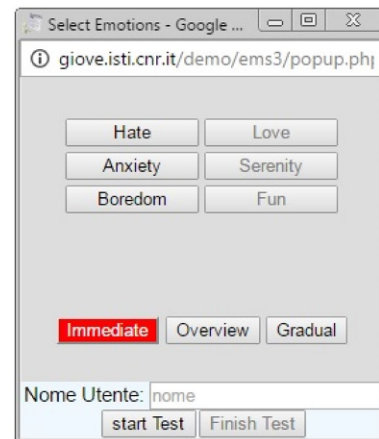 Select Emotions - Google ...
giove.isti.cnr.it/demo/ems3/popup.php
Hate Love
Anxiety Serenity
Boredom Fun
Immediate Overview Gradual
Nome Utente: nome
start Test Finish Test